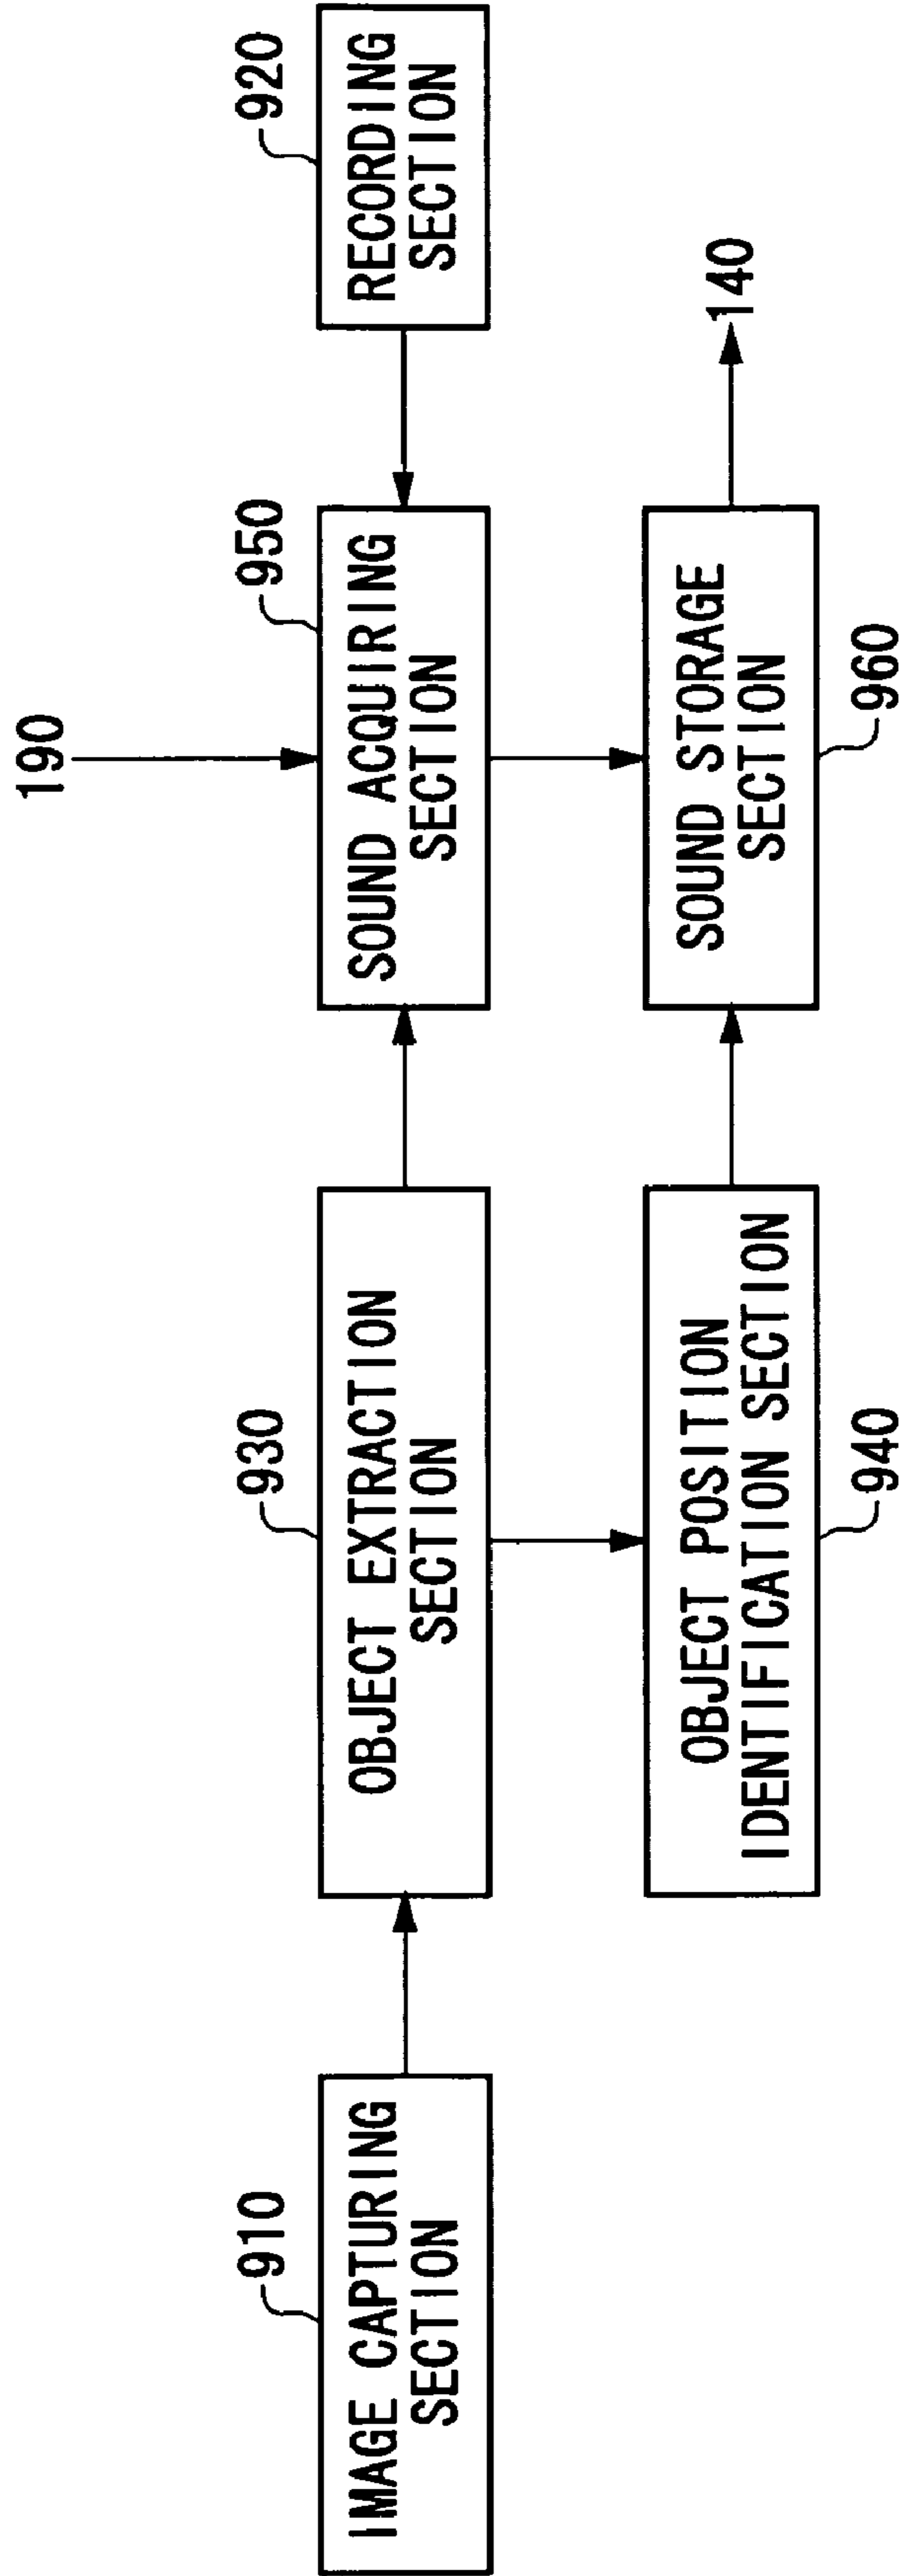 190
910
930
950
920
IMAGE CAPTURING
SECTION
OBJECT EXTRACTION
SECTION
SOUND ACQUIRING
SECTION
RECORDING
SECTION
OBJECT POSITION
IDENTIFICATION SECTION
SOUND STORAGE
SECTION
140
940
960